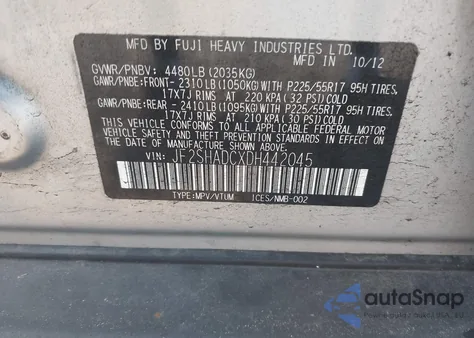 MFD. BY FUJI HEAVY INDUSTRIES LTD.
MADE IN 10/12
GVWR/PNBV: 4480LB (2035KG)
GAWR/PNBE:FRONT- 2310LB (1050KG) WITH P225/55R17 95H TIRES,
17X7J RIMS AT 220 KPA (32 PSI) COLD
GAWR/PNBE:REAR - 2410LB (1095KG) WITH P225/55R17 95H TIRES,
17X7J RIMS AT 210 KPA (30 PSI) COLD
THIS VEHICLE CONFORMS TO ALL APPLICABLE FEDERAL MOTOR
VEHICLE SAFETY AND THEFT PREVENTION STANDARDS IN EFFECT
ON THE DATE OF MANUFACTURE SHOWN ABOVE.
VIN: JF2SHADCXDH442045
TYPE:MPV/VTUM ICES/NMB-002
autoSnap